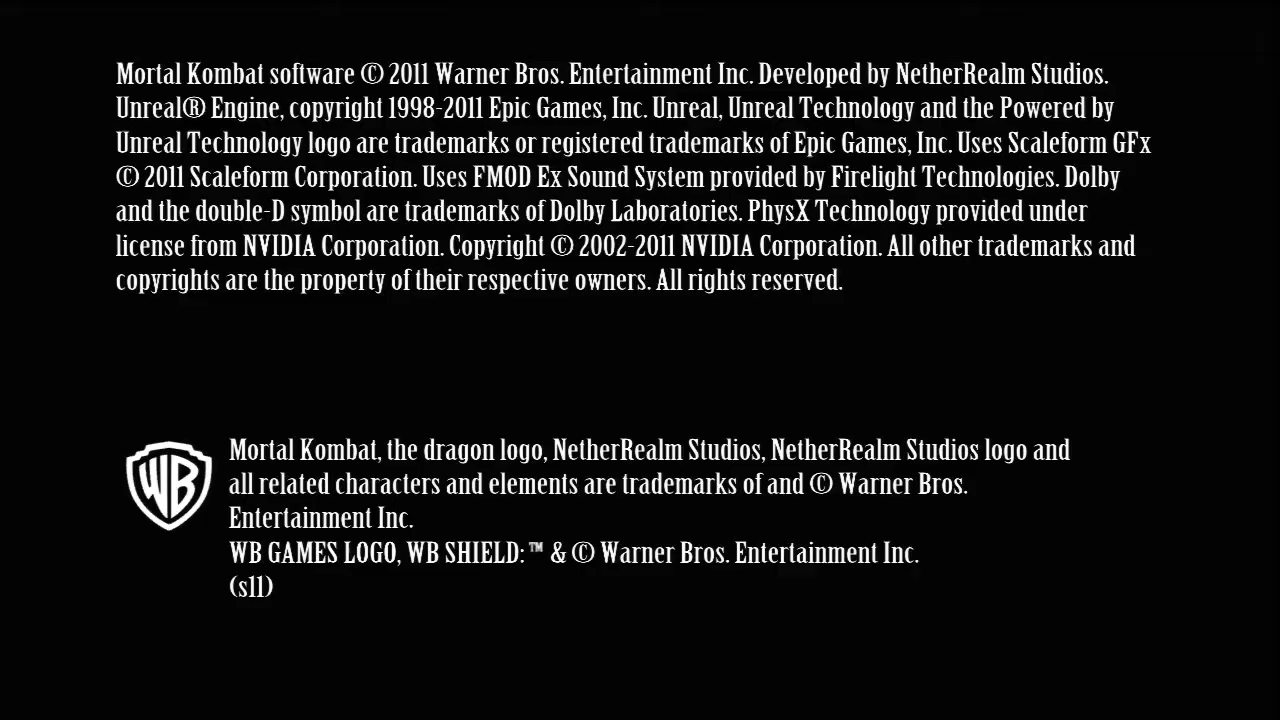 Mortal Kombat software © 2011 Warner Bros. Entertainment Inc. Developed by NetherRealm Studios.
Unreal® Engine, copyright 1998-2011 Epic Games, Inc. Unreal, Unreal Technology and the Powered by
Unreal Technology logo are trademarks or registered trademarks of Epic Games, Inc. Uses Scaleform GFx
© 2011 Scaleform Corporation. Uses FMOD Ex Sound System provided by Firelight Technologies. Dolby
and the double-D symbol are trademarks of Dolby Laboratories. PhysX Technology provided under
license from NVIDIA Corporation. Copyright © 2002-2011 NVIDIA Corporation. All other trademarks and
copyrights are the property of their respective owners. All rights reserved.
WB
Mortal Kombat, the dragon logo, NetherRealm Studios, NetherRealm Studios logo and
all related characters and elements are trademarks of and © Warner Bros.
Entertainment Inc.
WB GAMES LOGO, WB SHIELD: ™ & © Warner Bros. Entertainment Inc.
(s11)